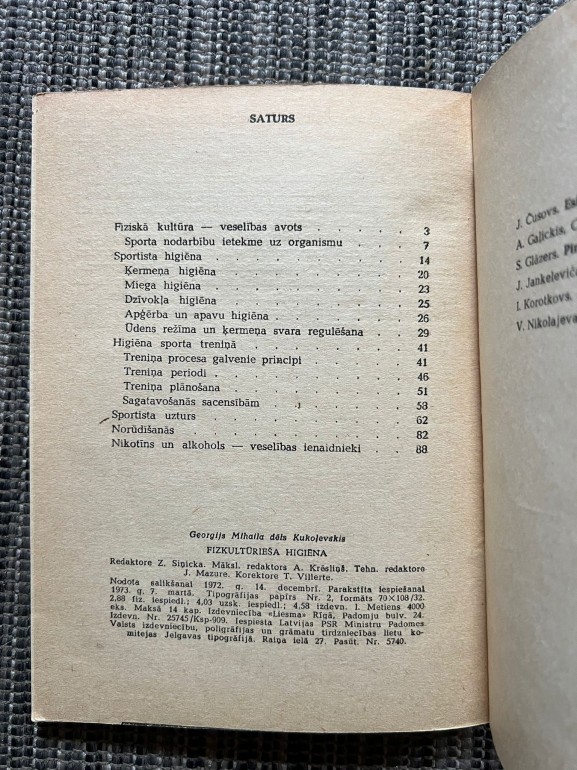 SATURS
Fiziskā kultūra — veselības avots . . . . . 3
Sporta nodarbību ietekme uz organismu . . . 7
Sportista higiēna . . . . . . . . . 14
Ķermeņa higiēna . . . . . . . . 20
Miega higiēna . . . . . . . . . 23
Dzīvokļa higiēna . . . . . . . . 25
Apģērba un apavu higiēna . . . . . . 26
Ūdens režīma un ķermeņa svara regulēšana . . 29
Higiēna sporta treniņā . . . . . . . 41
Treniņa procesa galvenie principi . . . . 41
Treniņa periodi . . . . . . . . . 46
Treniņa plānošana . . . . . . . . 51
Sagatavošanās sacensībām . . . . . . 58
Sportista uzturs . . . . . . . . . 62
Norūdīšanās . . . . . . . . . . 82
Nikotīns un alkohols — veselības ienaidnieki . . 88
Georgijs Mihaila dēls Kukoļevskis
FIZKULTŪRIEŠA HIGIĒNA
Redaktore Z. Siņicka. Māksl. redaktors A. Krēsliņš. Tehn. redaktore
J. Mazure. Korektore T. Villerte.
Nodota salikšanai 1972. g. 14. decembrī. Parakstīta iespiešanai
1973. g. 7. martā. Tipogrāfijas papīrs Nr. 2, formāts 70×108/32.
2,88 fiz. iespiedl.; 4,03 uzsk. iespiedl.; 4,58 izdevn. l. Metiens 4000
eks. Maksā 14 kap. Izdevniecība «Liesma» Rīgā, Padomju bulv. 24.
Izdevn. Nr. 25745/Ksp-909. Iespiesta Latvijas PSR Ministru Padomes
Valsts izdevniecību, poligrāfijas un grāmatu tirdzniecības lietu ko-
mitejas Jelgavas tipogrāfijā. Raiņa ielā 27. Pasūt. Nr. 5740.
J. Čusovs.
A. Galickis.
S. Glāzers.
J. Jankelevičs
I. Korotkovs.
V. Nikolajeva